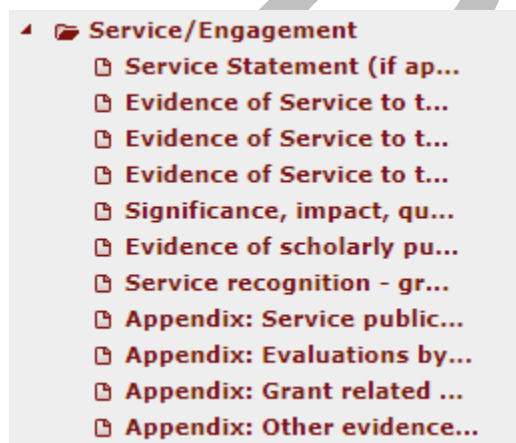 Service/Engagement
Service Statement (if ap...
Evidence of Service to t...
Evidence of Service to t...
Evidence of Service to t...
Significance, impact, qu...
Evidence of scholarly pu...
Service recognition - gr...
Appendix: Service public...
Appendix: Evaluations by...
Appendix: Grant related ...
Appendix: Other evidence...